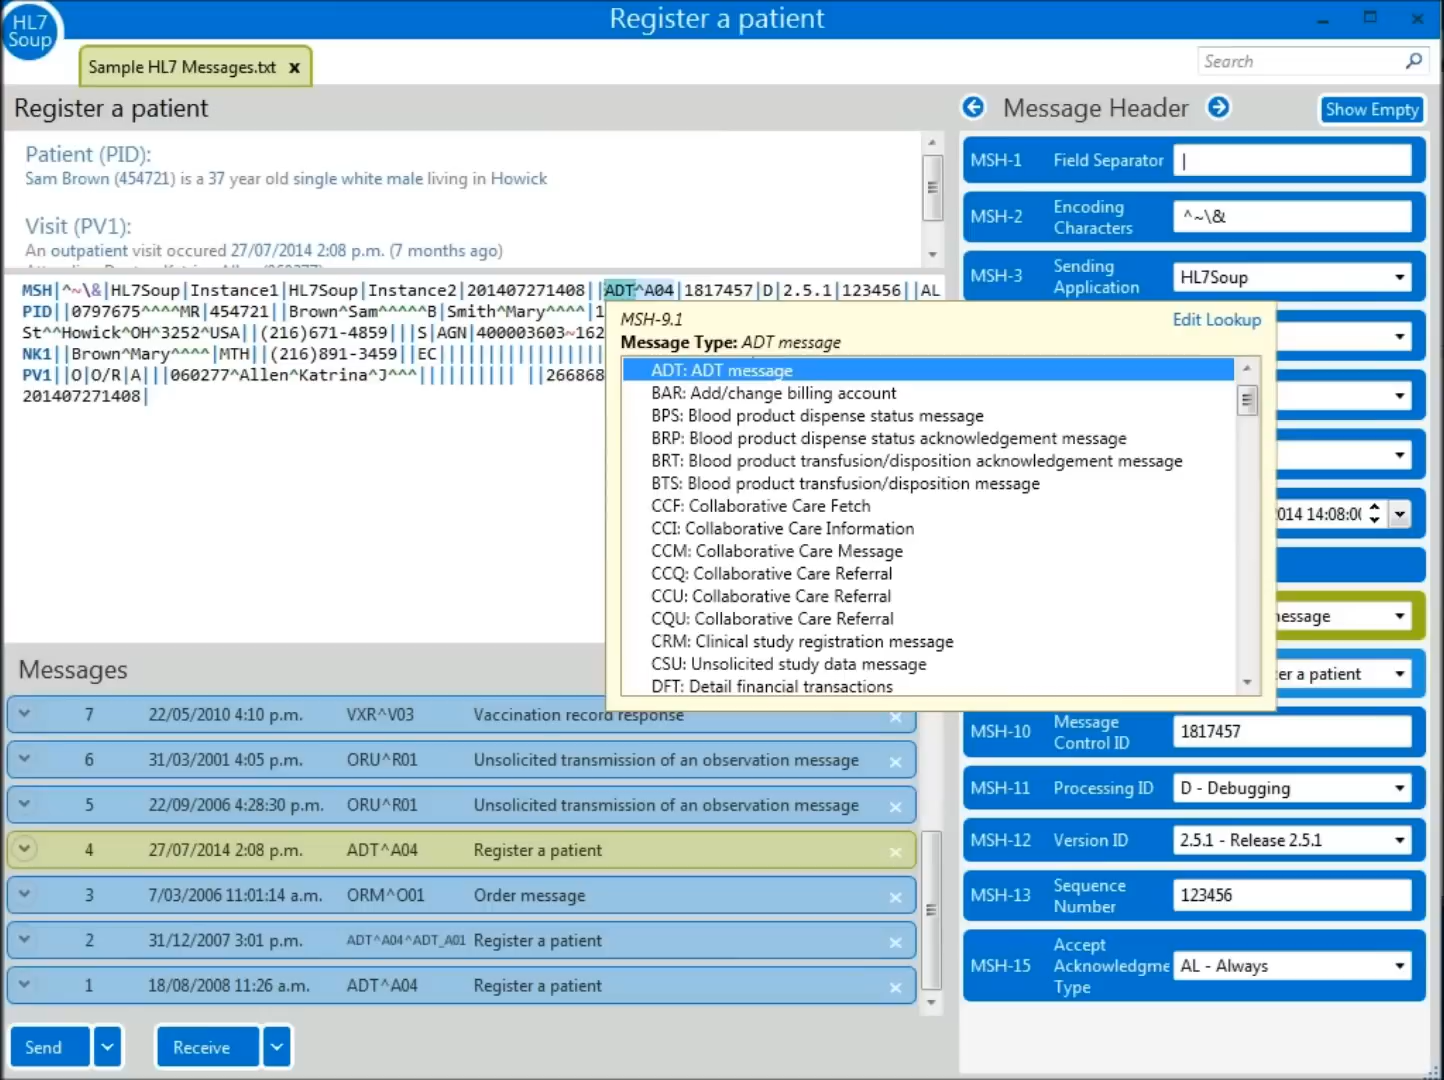 HL7
Soup
Register a patient
Sample HL7 Messages.txt x
Search
Register a patient
Message Header
Show Empty
Patient (PID):
Sam Brown (454721) is a 37 year old single white male living in Howick
Visit (PV1):
An outpatient visit occured 27/07/2014 2:08 p.m. (7 months ago)
MSH-1 Field Separator |
MSH-2 Encoding Characters ^~\&
MSH-3 Sending Application HL7Soup
MSH|^~\&|HL7Soup|Instance1|HL7Soup|Instance2|201407271408||ADT^A04|1817457|D|2.5.1|123456||AL
PID||0797675^^^^MR|454721||Brown^Sam^^^^^B|Smith^Mary^^^^|1
St^^Howick^OH^3252^USA||(216)671-4859|||S|AGN|400003603~162
NK1||Brown^Mary^^^^|MTH||(216)891-3459||EC||||||||||||||||||
PV1||O|O/R|A|||060277^Allen^Katrina^J^^^|||||||||| ||266868
201407271408|
MSH-9.1
Edit Lookup
Message Type: ADT message
ADT: ADT message
BAR: Add/change billing account
BPS: Blood product dispense status message
BRP: Blood product dispense status acknowledgement message
BRT: Blood product transfusion/disposition acknowledgement message
BTS: Blood product transfusion/disposition message
CCF: Collaborative Care Fetch
CCI: Collaborative Care Information
CCM: Collaborative Care Message
CCQ: Collaborative Care Referral
CCU: Collaborative Care Referral
CQU: Collaborative Care Referral
CRM: Clinical study registration message
CSU: Unsolicited study data message
DFT: Detail financial transactions
014 14:08:0
message
er a patient
Messages
7 22/05/2010 4:10 p.m. VXR^V03 Vaccination record response
6 31/03/2001 4:05 p.m. ORU^R01 Unsolicited transmission of an observation message
5 22/09/2006 4:28:30 p.m. ORU^R01 Unsolicited transmission of an observation message
4 27/07/2014 2:08 p.m. ADT^A04 Register a patient
3 7/03/2006 11:01:14 a.m. ORM^O01 Order message
2 31/12/2007 3:01 p.m. ADT^A04^ADT_A01 Register a patient
1 18/08/2008 11:26 a.m. ADT^A04 Register a patient
MSH-10 Message Control ID 1817457
MSH-11 Processing ID D - Debugging
MSH-12 Version ID 2.5.1 - Release 2.5.1
MSH-13 Sequence Number 123456
MSH-15 Accept Acknowledgme Type AL - Always
Send
Receive